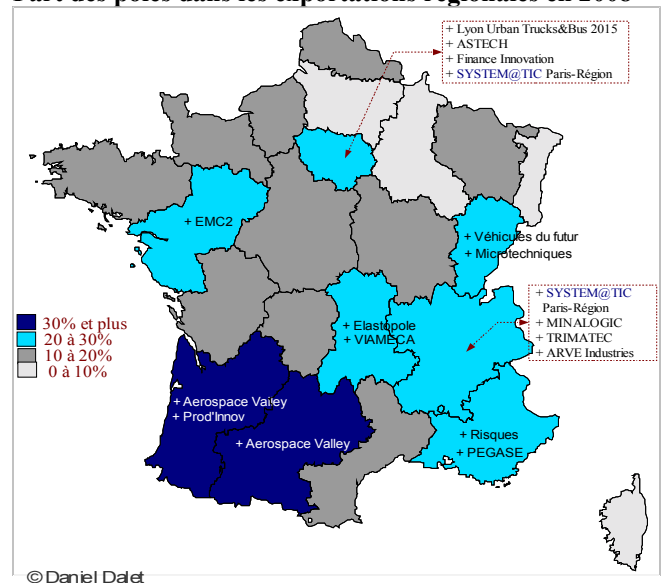 Part des pôles dans les exportations régionales en 2008
+ Lyon Urban Trucks&Bus 2015
+ ASTECH
+ Finance Innovation
+ SYSTEM@TIC Paris-Région
+ EMC2
+ Véhicules du futur
+ Microtechniques
+ SYSTEM@TIC
Paris-Région
+ MINALOGIC
+ TRIMATEC
+ ARVE Industries
30% et plus
20 à 30%
10 à 20%
0 à 10%
+ Elastopole
+ VIAMECA
+ Aerospace Valley
+ Prod'Innov
+ Aerospace Valley
+ Risques
+ PEGASE
© Daniel Dalet